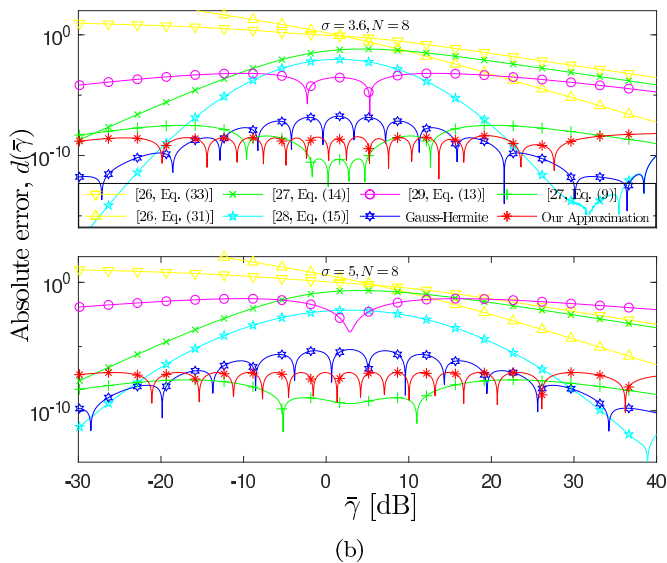 σ = 3.6, N = 8
10^0
10^-10
[26, Eq. (33)] [27, Eq. (14)] [29, Eq. (13)] [27, Eq. (9)]
[26, Eq. (31)] [28, Eq. (15)] Gauss-Hermite Our Approximation
Absolute error, d(γ̄)
σ = 5, N = 8
10^0
10^-10
-30 -20 -10 0 10 20 30 40
γ̄ [dB]
(b)